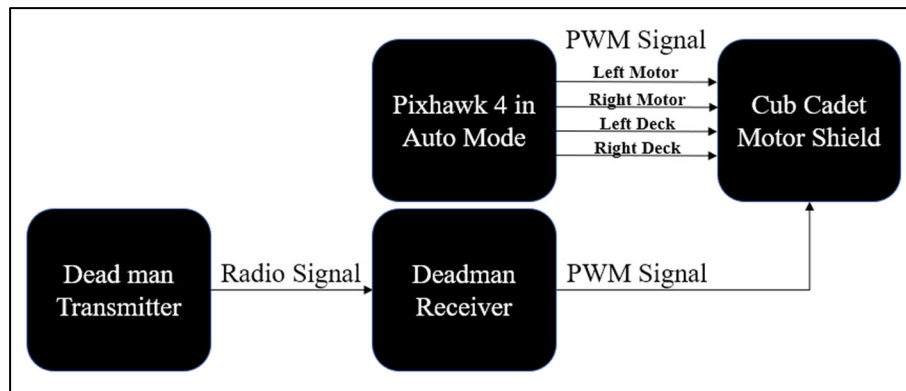 PWM Signal
Pixhawk 4 in
Auto Mode
Left Motor
Right Motor
Left Deck
Right Deck
Cub Cadet
Motor Shield
Dead man
Transmitter
Radio Signal
Deadman
Receiver
PWM Signal